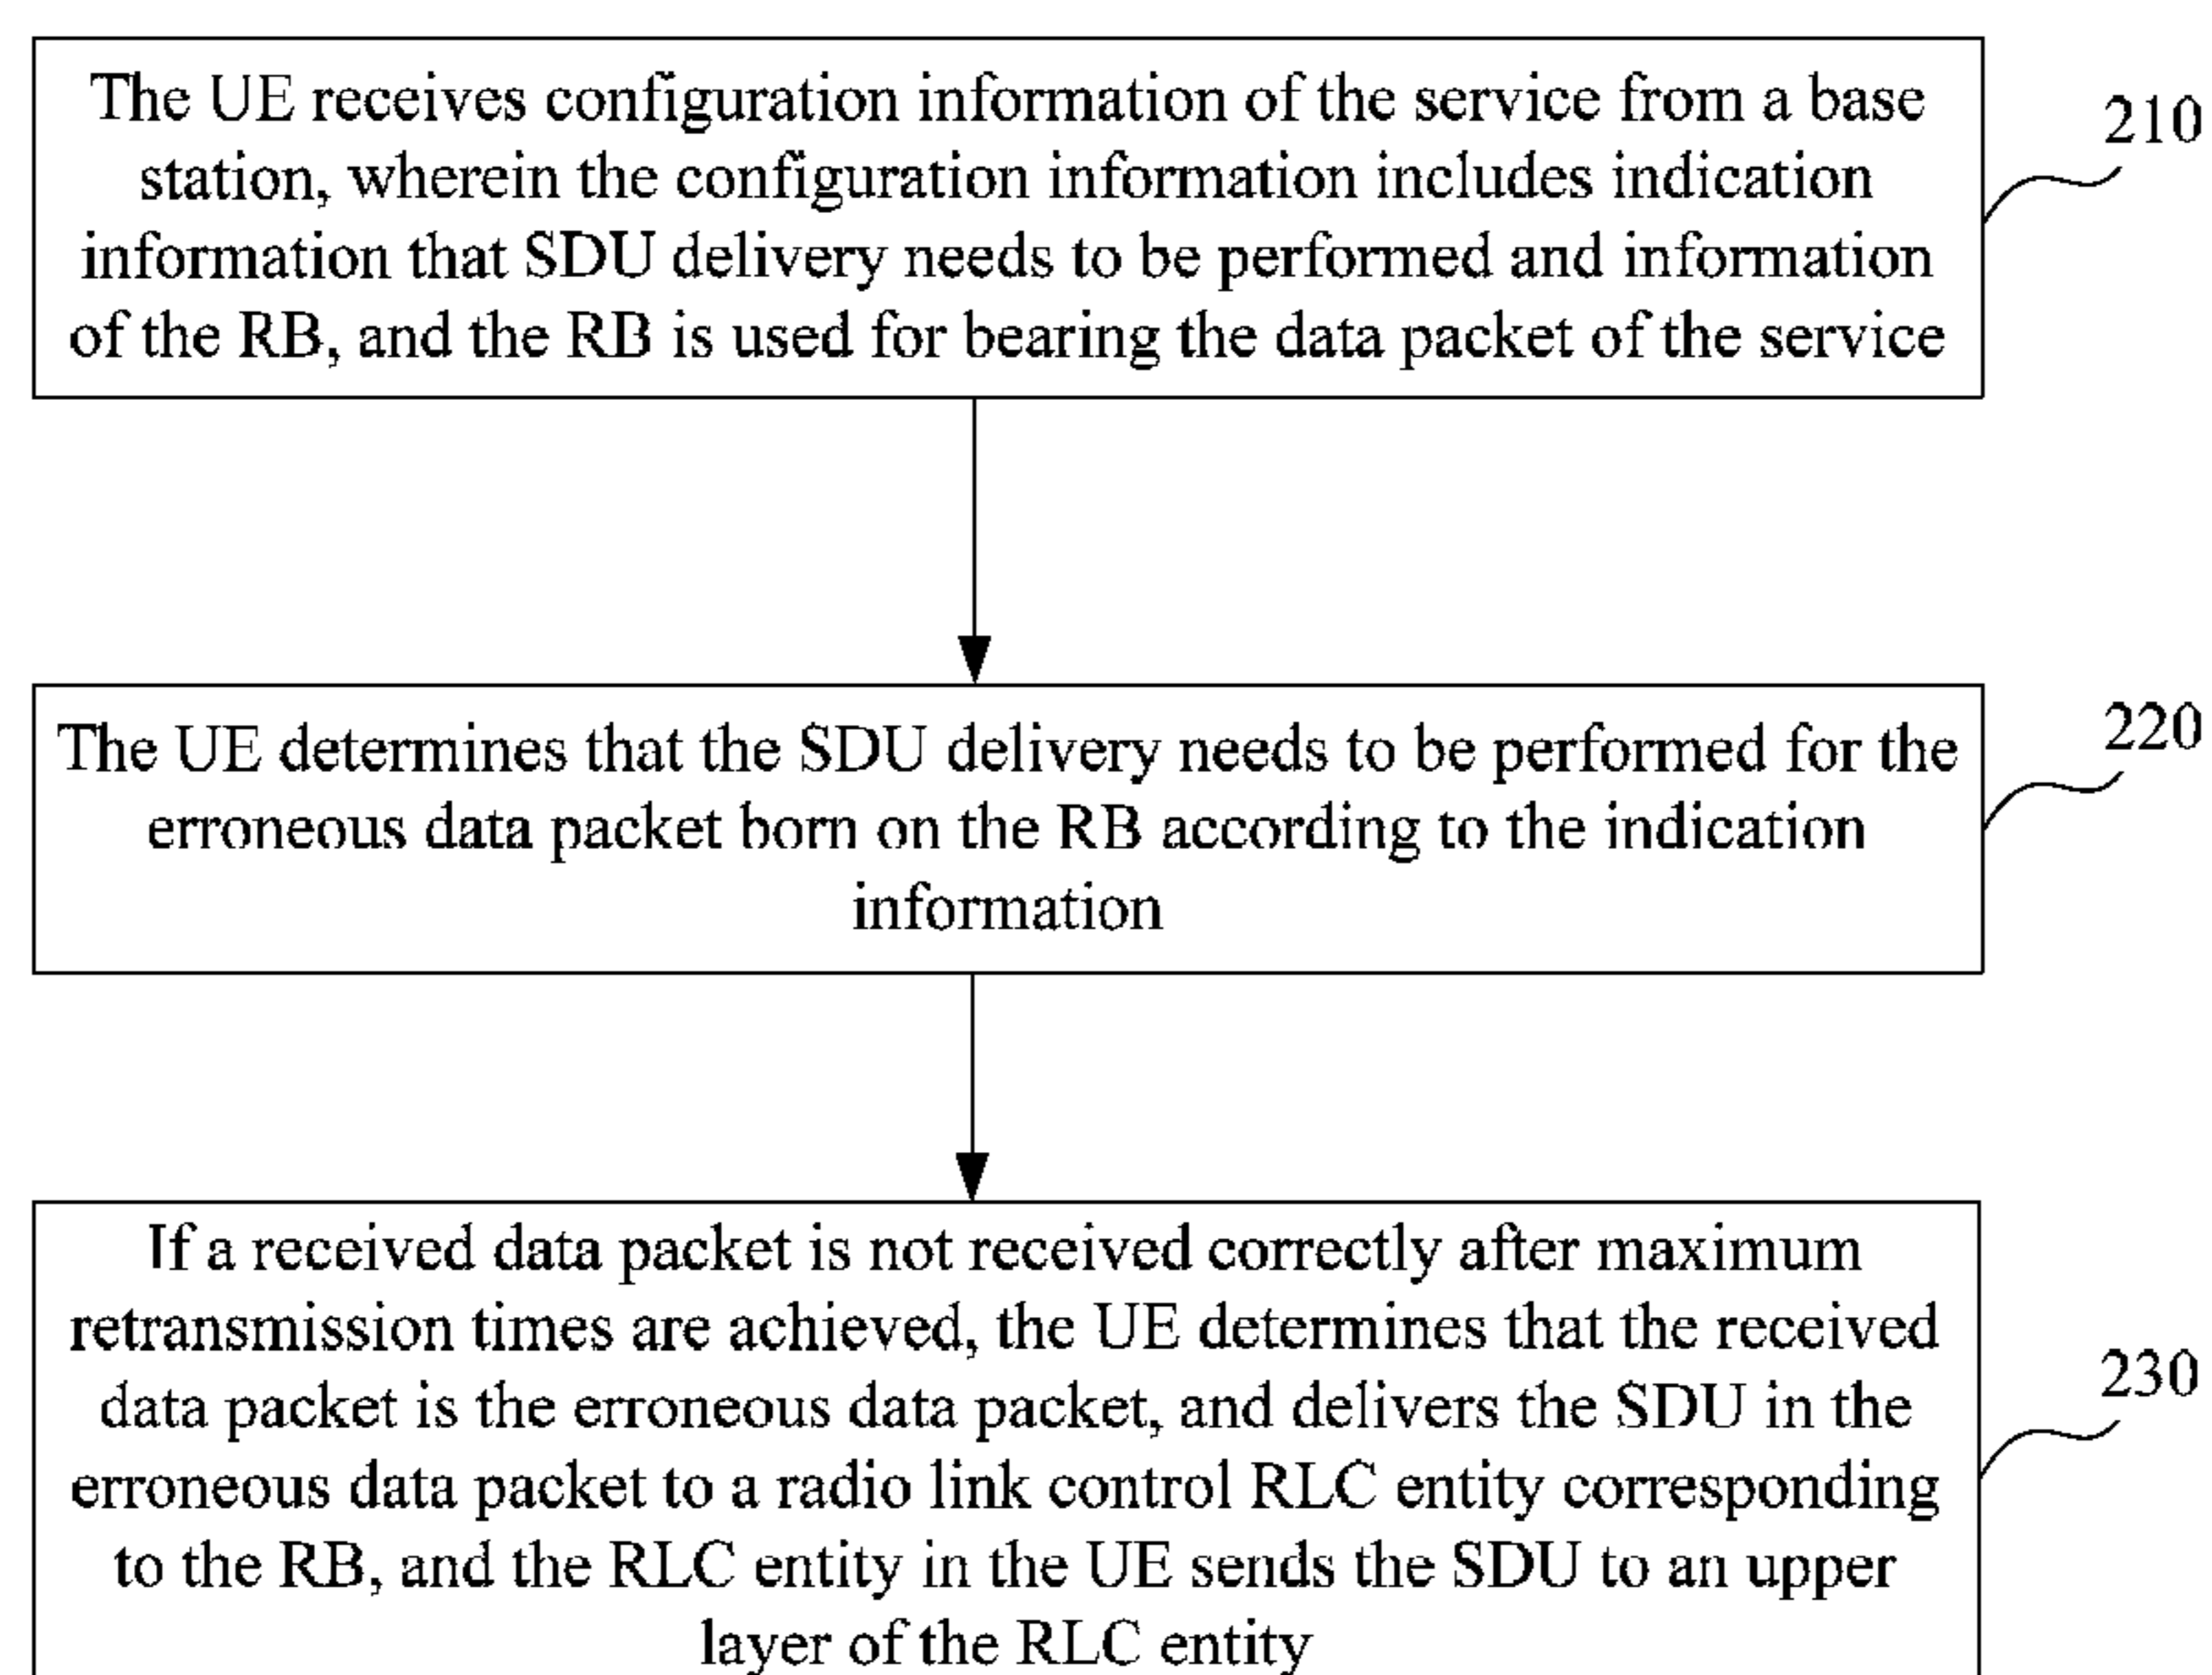 The UE receives configuration information of the service from a base
station, wherein the configuration information includes indication
information that SDU delivery needs to be performed and information
of the RB, and the RB is used for bearing the data packet of the service
210
The UE determines that the SDU delivery needs to be performed for the
erroneous data packet born on the RB according to the indication
information
220
If a received data packet is not received correctly after maximum
retransmission times are achieved, the UE determines that the received
data packet is the erroneous data packet, and delivers the SDU in the
erroneous data packet to a radio link control RLC entity corresponding
to the RB, and the RLC entity in the UE sends the SDU to an upper
layer of the RLC entity
230